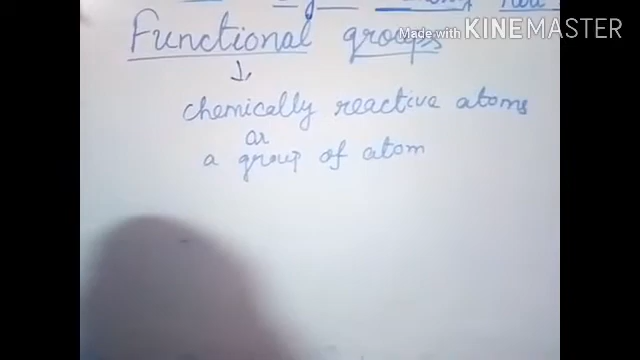 Made with KINEMASTER
Functional groups
chemically reactive atoms
or
a group of atom